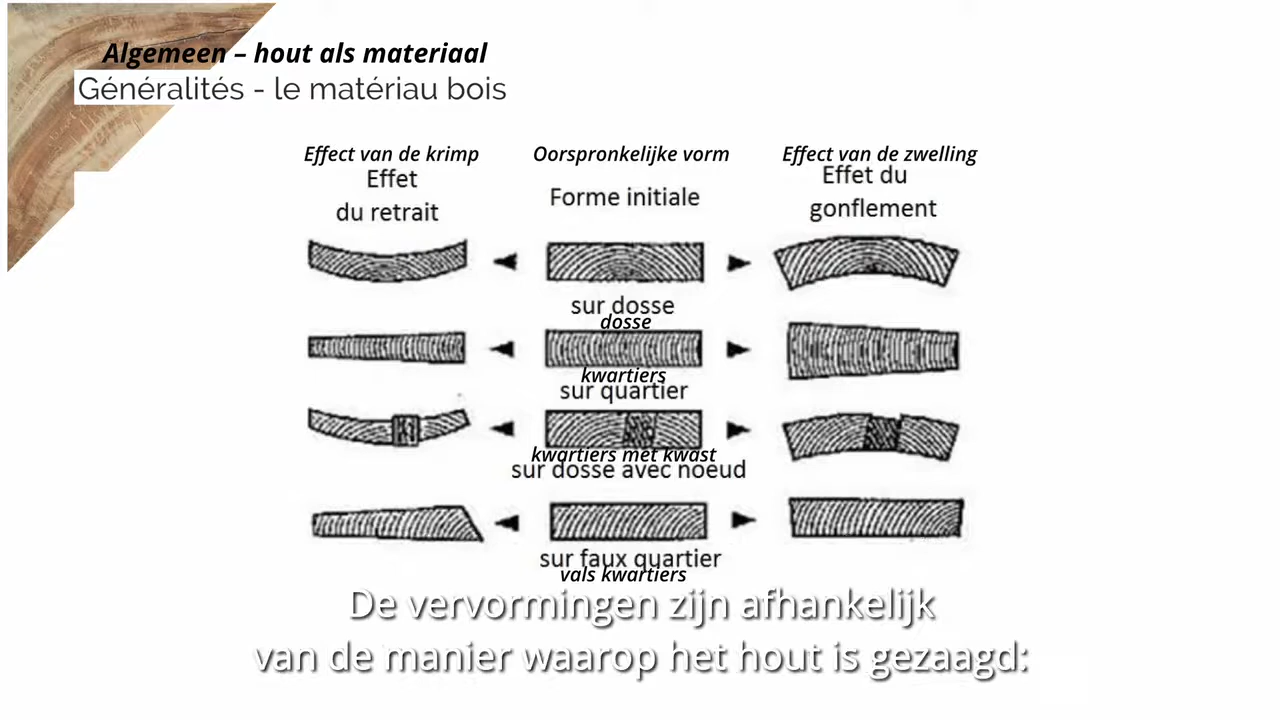 Algemeen – hout als materiaal
Généralités - le matériau bois
Effect van de krimp
Oorspronkelijke vorm
Effect van de zwelling
Effet
du retrait
Forme initiale
Effet du
gonflement
sur dosse
dosse
kwartiers
sur quartier
kwartiers met kwast
sur dosse avec noeud
sur faux quartier
vals kwartiers
De vervormingen zijn afhankelijk
van de manier waarop het hout is gezaagd: